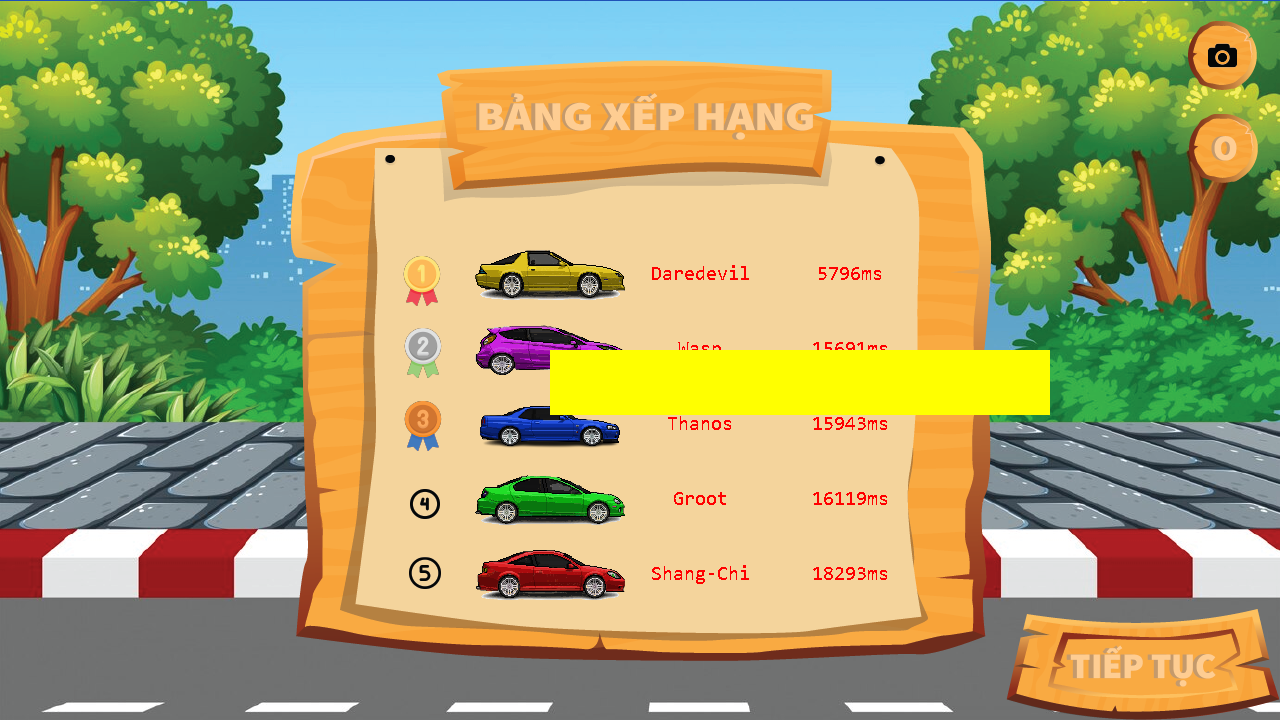 BẢNG XẾP HẠNG
O
1 Daredevil 5796ms
2 Wasp 15691ms
3 Thanos 15943ms
4 Groot 16119ms
5 Shang-Chi 18293ms
TIẾP TỤC